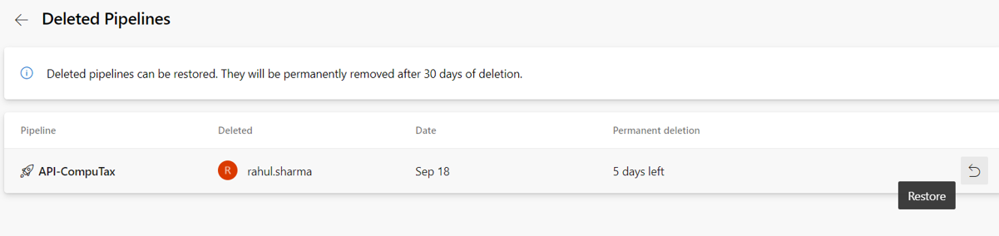 Deleted Pipelines
Deleted pipelines can be restored. They will be permanently removed after 30 days of deletion.
Pipeline Deleted Date Permanent deletion
API-CompuTax R rahul.sharma Sep 18 5 days left
Restore